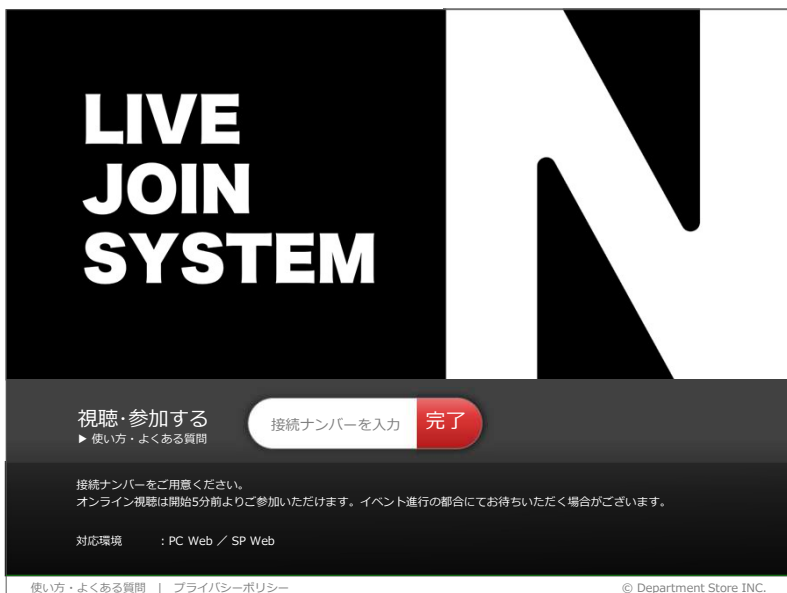 LIVE
JOIN
SYSTEM
N
視聴・参加する
▶ 使い方・よくある質問
接続ナンバーを入力 完了
接続ナンバーをご用意ください。
オンライン視聴は開始5分前よりご参加いただけます。イベント進行の都合にてお待ちいただく場合がございます。
対応環境 : PC Web ／ SP Web
使い方・よくある質問 | プライバシーポリシー © Department Store INC.